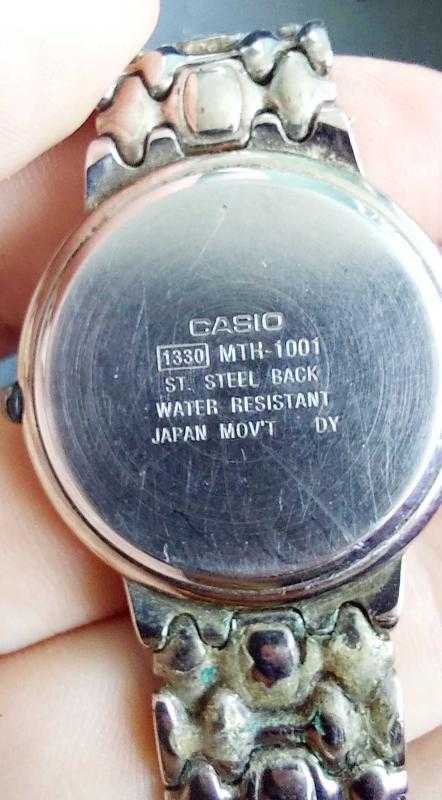 CASIO
1330 MTH-1001
ST. STEEL BACK
WATER RESISTANT
JAPAN MOV'T DY